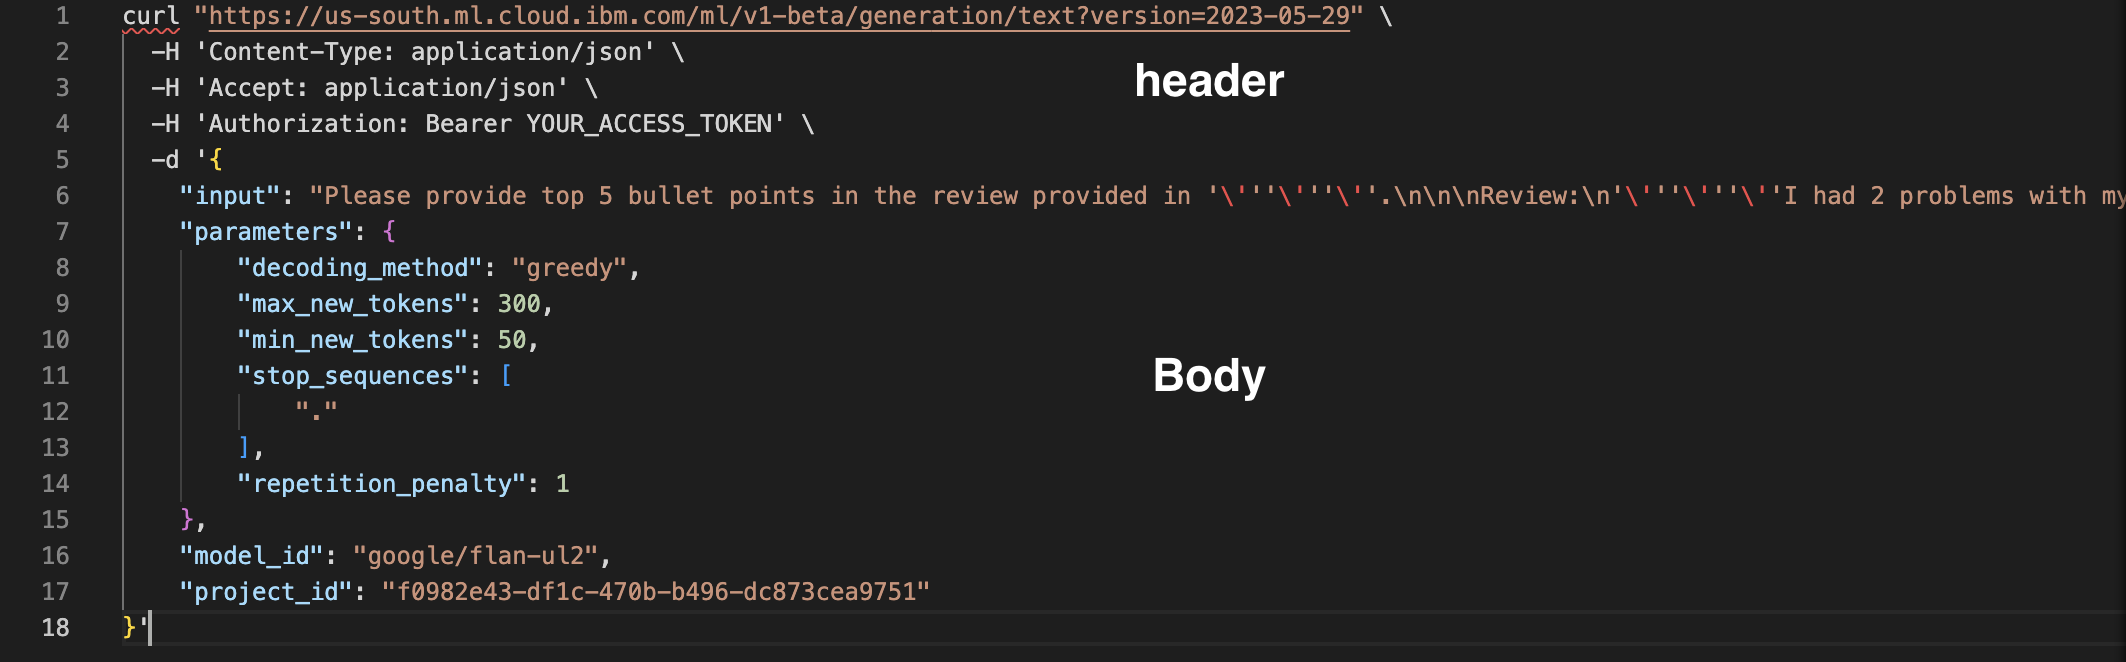 1 curl "https://us-south.ml.cloud.ibm.com/ml/v1-beta/generation/text?version=2023-05-29" \
2 -H 'Content-Type: application/json' \
header
3 -H 'Accept: application/json' \
4 -H 'Authorization: Bearer YOUR_ACCESS_TOKEN' \
5 -d '{
6 "input": "Please provide top 5 bullet points in the review provided in '\'''\'''\''.\n\n\nReview:\n'\'''\'''\''I had 2 problems with my
7 "parameters": {
8 "decoding_method": "greedy",
9 "max_new_tokens": 300,
10 "min_new_tokens": 50,
11 "stop_sequences": [
Body
12 "."
13 ],
14 "repetition_penalty": 1
15 },
16 "model_id": "google/flan-ul2",
17 "project_id": "f0982e43-df1c-470b-b496-dc873cea9751"
18 }'